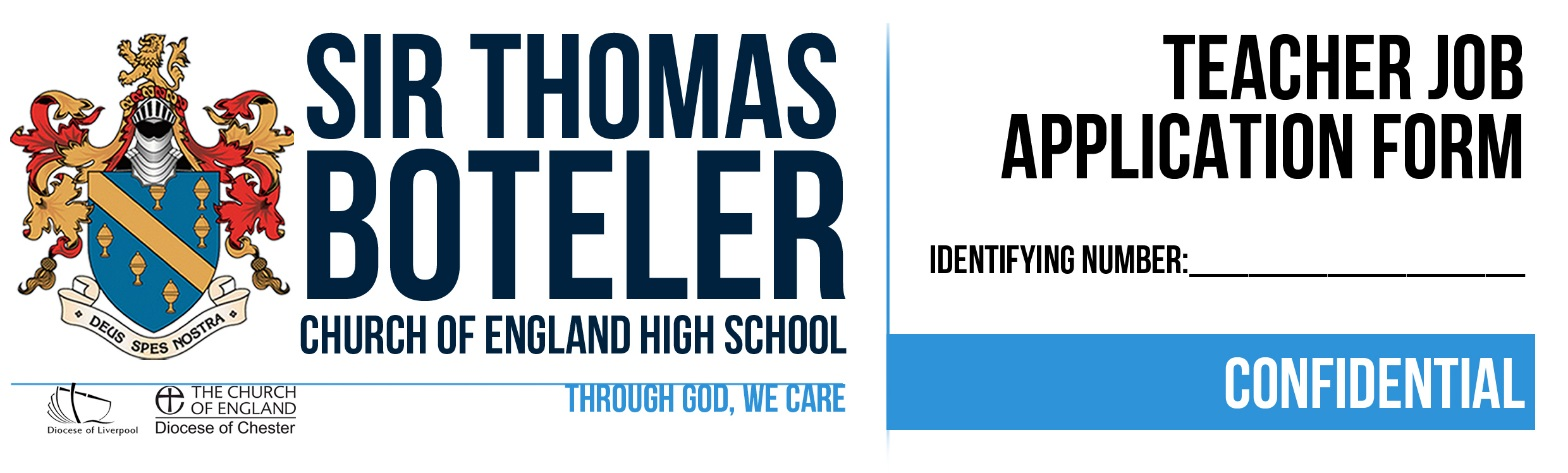 SIR THOMAS
BOTELER
CHURCH OF ENGLAND HIGH SCHOOL
DEUS SPES NOSTRA
THROUGH GOD, WE CARE
Diocese of Liverpool
THE CHURCH
OF ENGLAND
Diocese of Chester
TEACHER JOB
APPLICATION FORM
IDENTIFYING NUMBER:____________________
CONFIDENTIAL